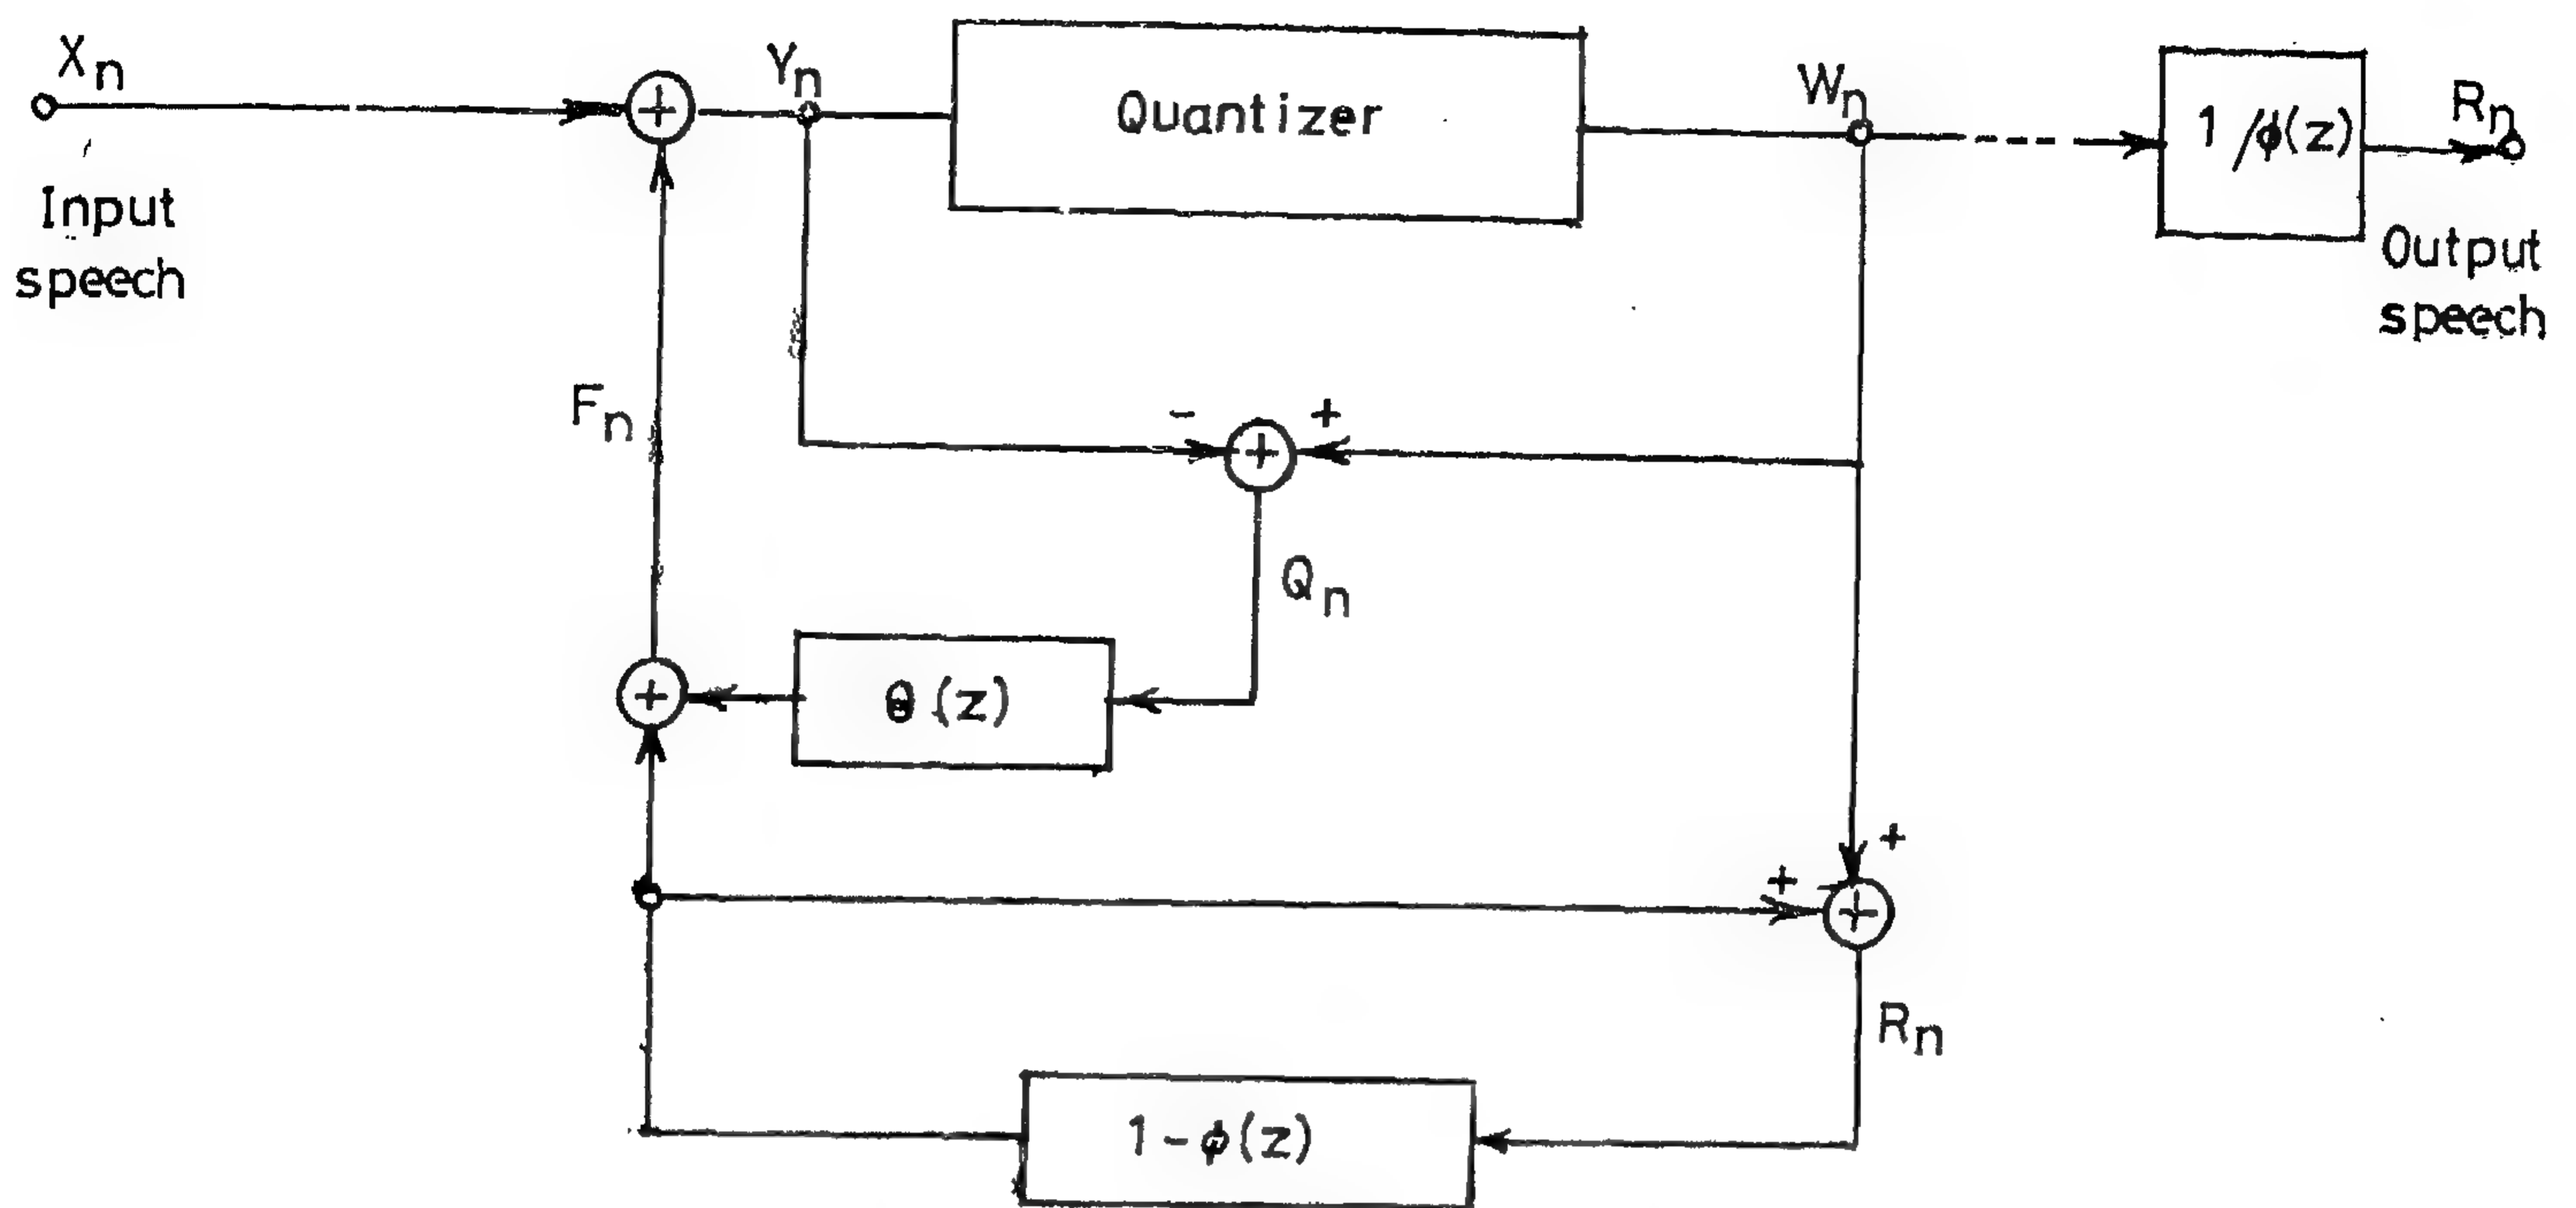 Xn
Input
speech
+
Yn
Quantizer
Wn
1/ϕ(z)
Rn
Output
speech
Fn
-
+
+
Qn
+
θ(z)
+
+
+
Rn
1-ϕ(z)